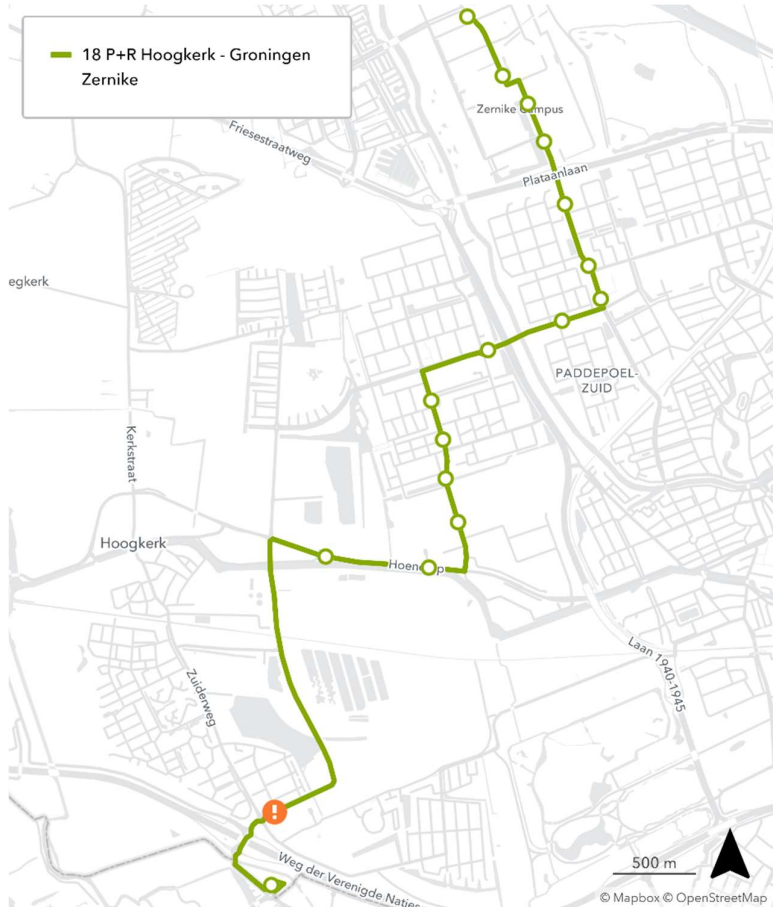 18 P+R Hoogkerk - Groningen
Zernike
Zernike Campus
Friesestraatweg
Plataanlaan
egkerk
PADDEPOEL-
ZUID
Kerkstraat
Hoogkerk
Laan 1940-1945
Zuiderweg
Weg der Verenigde Naties
500 m
© Mapbox © OpenStreetMap